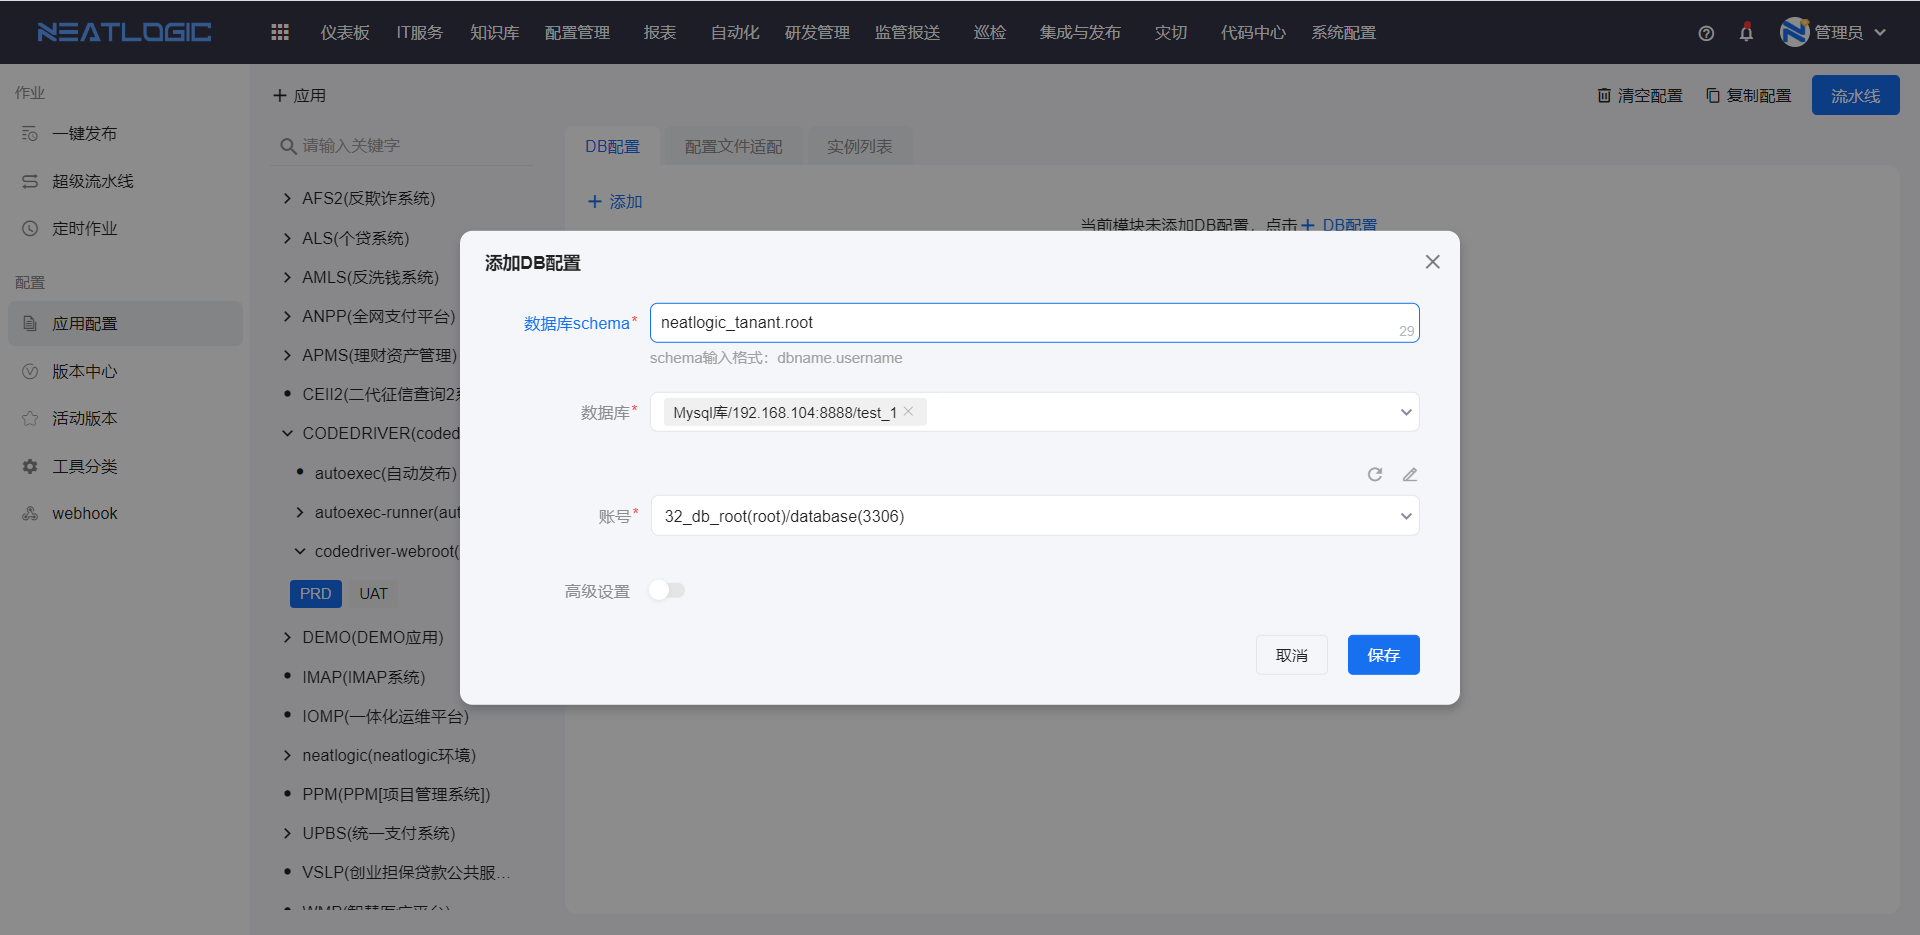 NEATLOGIC
仪表板 IT服务 知识库 配置管理 报表 自动化 研发管理 监管报送 巡检 集成与发布 灾切 代码中心 系统配置
管理员
作业
一键发布
超级流水线
定时作业
配置
应用配置
版本中心
活动版本
工具分类
webhook
应用
清空配置 复制配置 流水线
请输入关键字
AFS2(反欺诈系统)
ALS(个贷系统)
AMLS(反洗钱系统)
ANPP(全网支付平台)
APMS(理财资产管理)
CEII2(二代征信查询2
CODEDRIVER(coded
autoexec(自动发布)
autoexec-runner(aut
codedriver-webroot(
PRD UAT
DEMO(DEMO应用)
IMAP(IMAP系统)
IOMP(一体化运维平台)
neatlogic(neatlogic环境)
PPM(PPM[项目管理系统])
UPBS(统一支付系统)
VSLP(创业担保贷款公共服…
DB配置 配置文件适配 实例列表
添加
当前模块未添加DB配置，点击 DB配置
添加DB配置
数据库schema* neatlogic_tanant.root 29
schema输入格式：dbname.username
数据库* Mysql库/192.168.104:8888/test_1
账号* 32_db_root(root)/database(3306)
高级设置
取消 保存